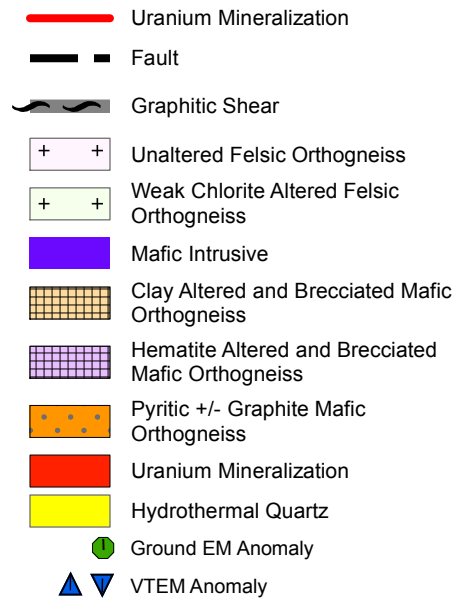 Uranium Mineralization
Fault
Graphitic Shear
Unaltered Felsic Orthogneiss
Weak Chlorite Altered Felsic
Orthogneiss
Mafic Intrusive
Clay Altered and Brecciated Mafic
Orthogneiss
Hematite Altered and Brecciated
Mafic Orthogneiss
Pyritic +/- Graphite Mafic
Orthogneiss
Uranium Mineralization
Hydrothermal Quartz
Ground EM Anomaly
VTEM Anomaly